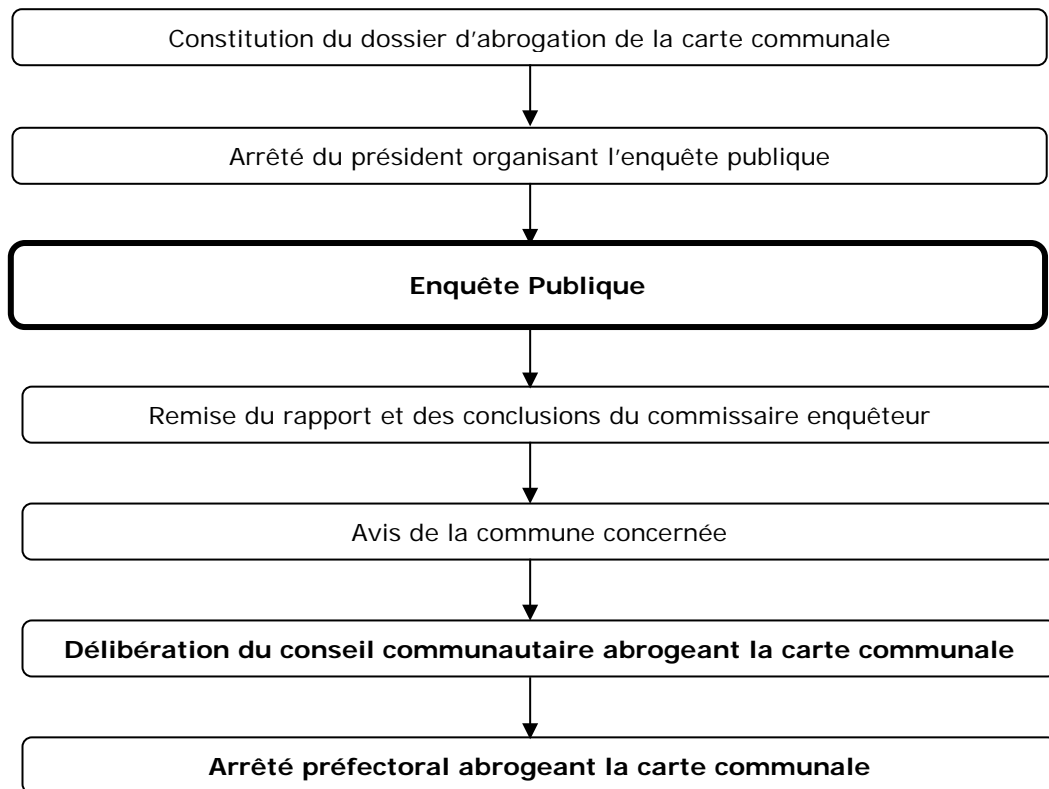 Constitution du dossier d'abrogation de la carte communale
Arrêté du président organisant l'enquête publique
Enquête Publique
Remise du rapport et des conclusions du commissaire enquêteur
Avis de la commune concernée
Délibération du conseil communautaire abrogeant la carte communale
Arrêté préfectoral abrogeant la carte communale